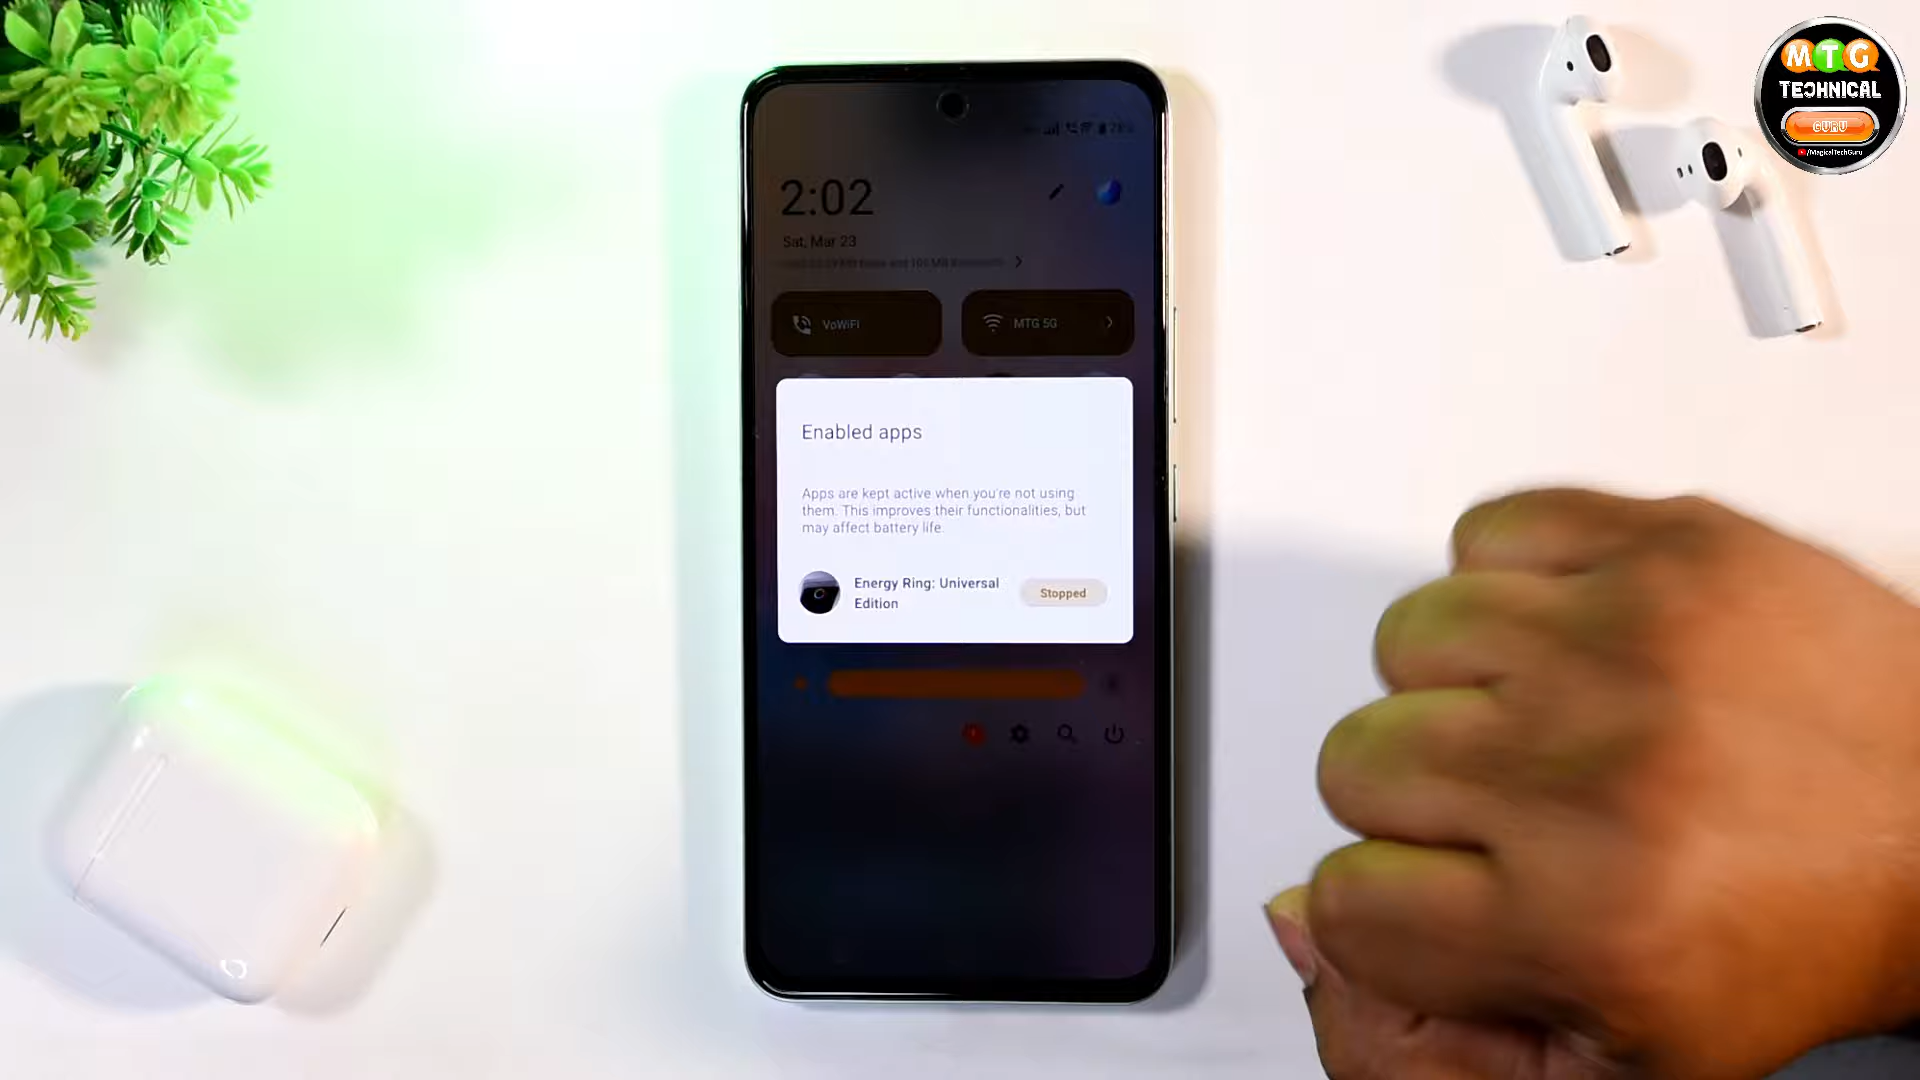 MTG
TECHNICAL
GURU
/MagicalTechGuru
2:02
Sat, Mar 23
VoWiFi
MTG 5G
Enabled apps
Apps are kept active when you're not using
them. This improves their functionalities, but
may affect battery life.
Energy Ring: Universal
Edition
Stopped